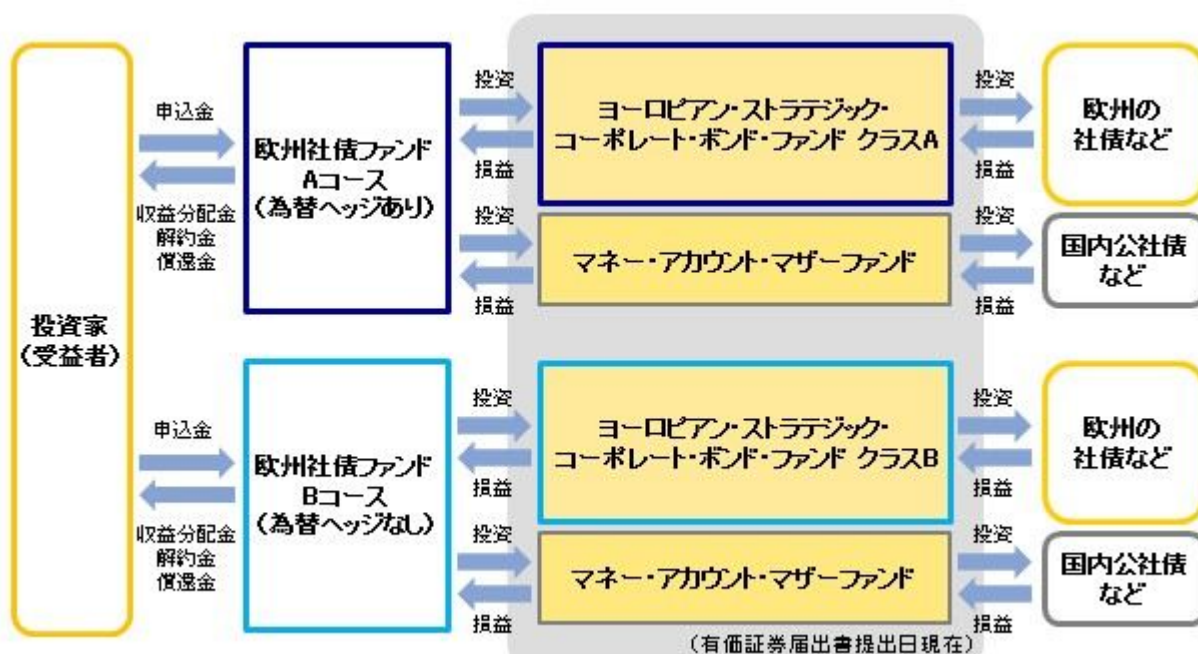 投資家
(受益者)
申込金
収益分配金
解約金
償還金
欧州社債ファンド
Aコース
(為替ヘッジあり)
投資
損益
ヨーロピアン・ストラテジック・
コーポレート・ボンド・ファンド クラスA
投資
損益
欧州の
社債など
投資
損益
マネー・アカウント・マザーファンド
投資
損益
国内公社債
など
申込金
収益分配金
解約金
償還金
欧州社債ファンド
Bコース
(為替ヘッジなし)
投資
損益
ヨーロピアン・ストラテジック・
コーポレート・ボンド・ファンド クラスB
投資
損益
欧州の
社債など
投資
損益
マネー・アカウント・マザーファンド
投資
損益
国内公社債
など
(有価証券届出書提出日現在)